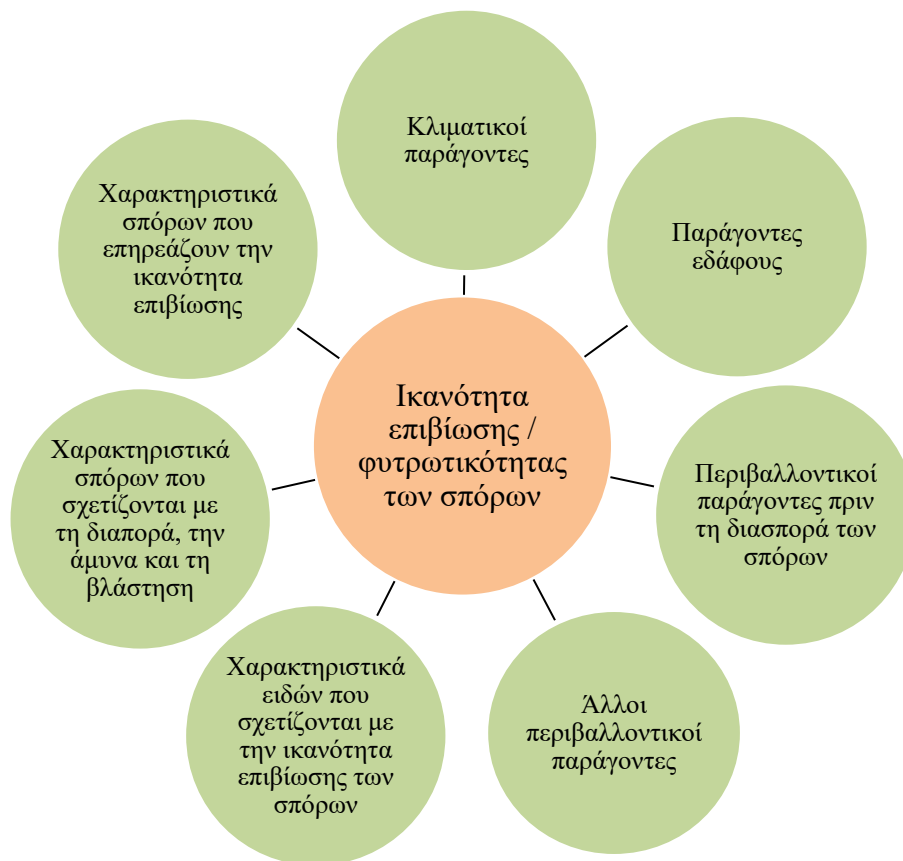 Κλιματικοί
παράγοντες
Παράγοντες
εδάφους
Περιβαλλοντικοί
παράγοντες πριν
τη διασπορά των
σπόρων
Άλλοι
περιβαλλοντικοί
παράγοντες
Χαρακτηριστικά
ειδών που
σχετίζονται με
την ικανότητα
επιβίωσης των
σπόρων
Χαρακτηριστικά
σπόρων που
σχετίζονται με
τη διαπορά, την
άμυνα και τη
βλάστηση
Χαρακτηριστικά
σπόρων που
επηρεάζουν την
ικανότητα
επιβίωσης
Ικανότητα
επιβίωσης /
φυτρωτικότητας
των σπόρων